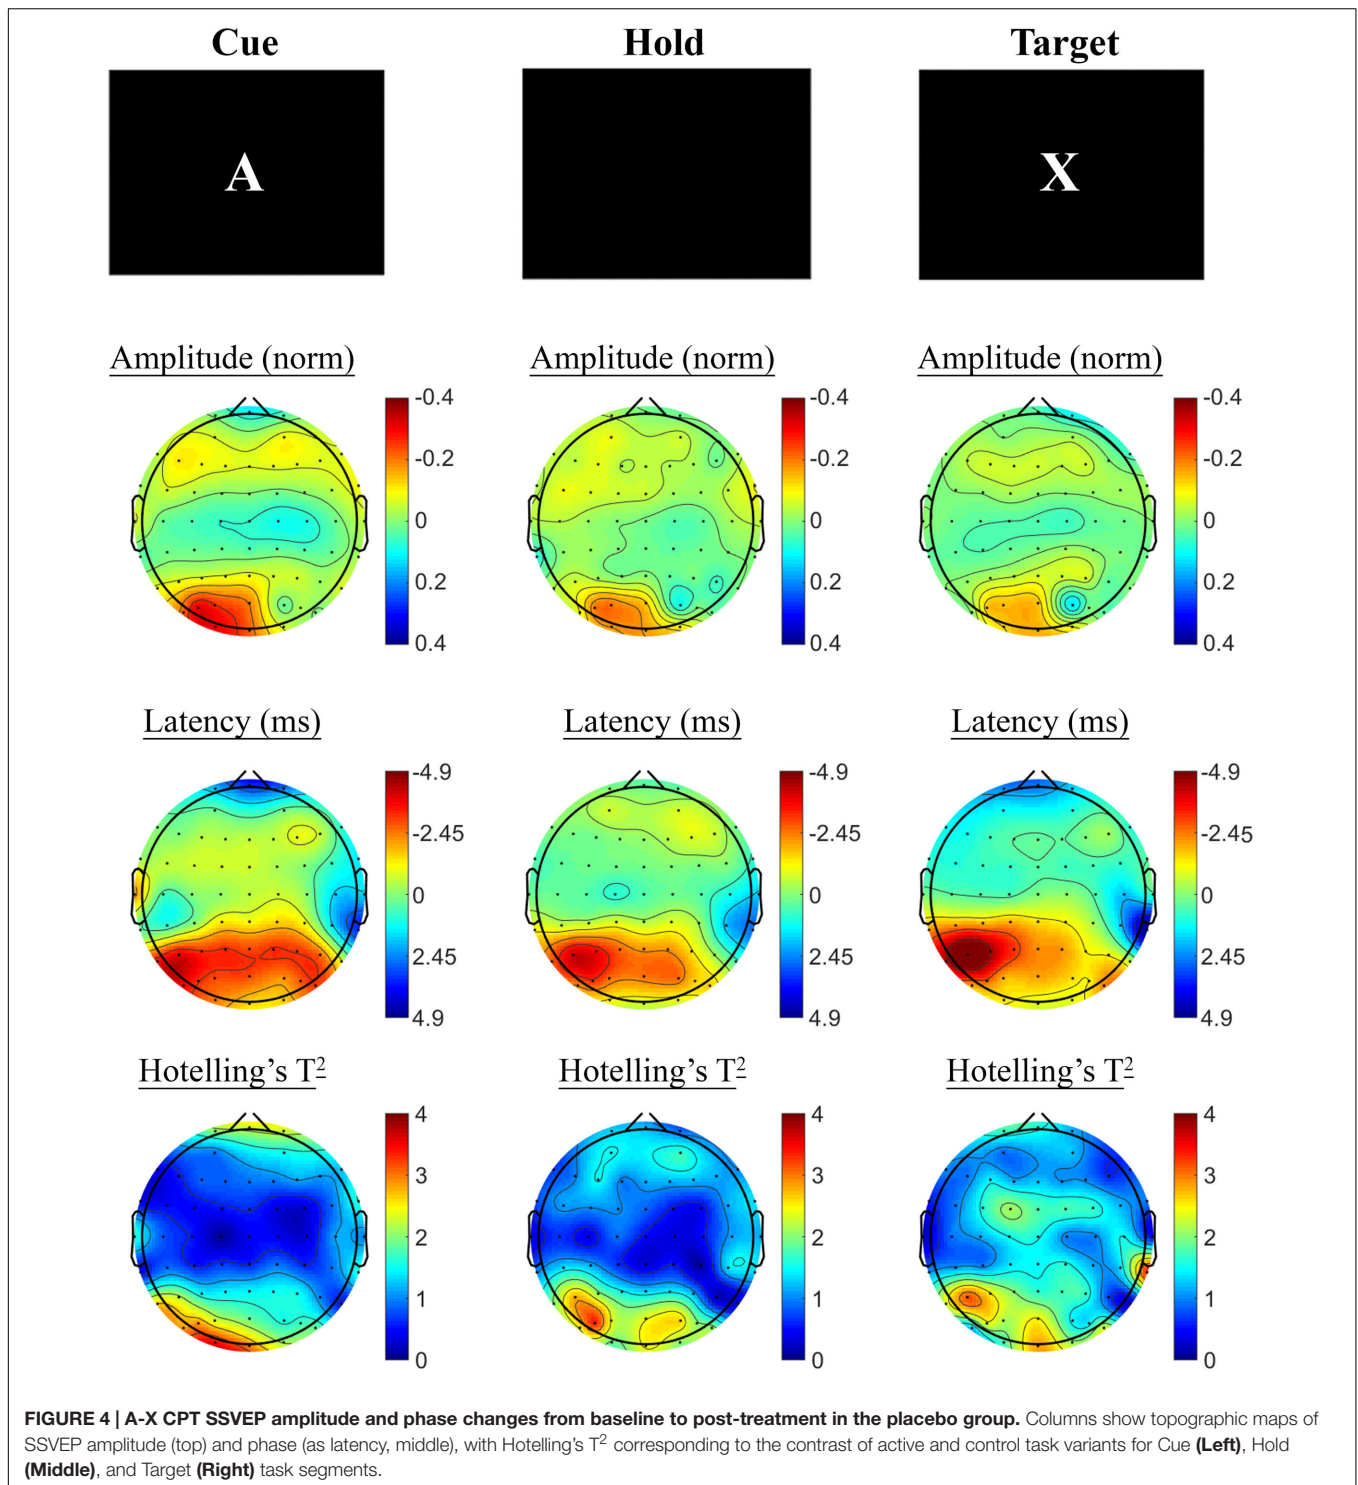 Cue Hold Target
A X
Amplitude (norm) Amplitude (norm) Amplitude (norm)
-0.4 -0.4 -0.4
-0.2 -0.2 -0.2
0 0 0
0.2 0.2 0.2
0.4 0.4 0.4
Latency (ms) Latency (ms) Latency (ms)
-4.9 -4.9 -4.9
-2.45 -2.45 -2.45
0 0 0
2.45 2.45 2.45
4.9 4.9 4.9
Hotelling's T² Hotelling's T² Hotelling's T²
4 4 4
3 3 3
2 2 2
1 1 1
0 0 0
FIGURE 4 | A-X CPT SSVEP amplitude and phase changes from baseline to post-treatment in the placebo group. Columns show topographic maps of
SSVEP amplitude (top) and phase (as latency, middle), with Hotelling's T² corresponding to the contrast of active and control task variants for Cue (Left), Hold
(Middle), and Target (Right) task segments.